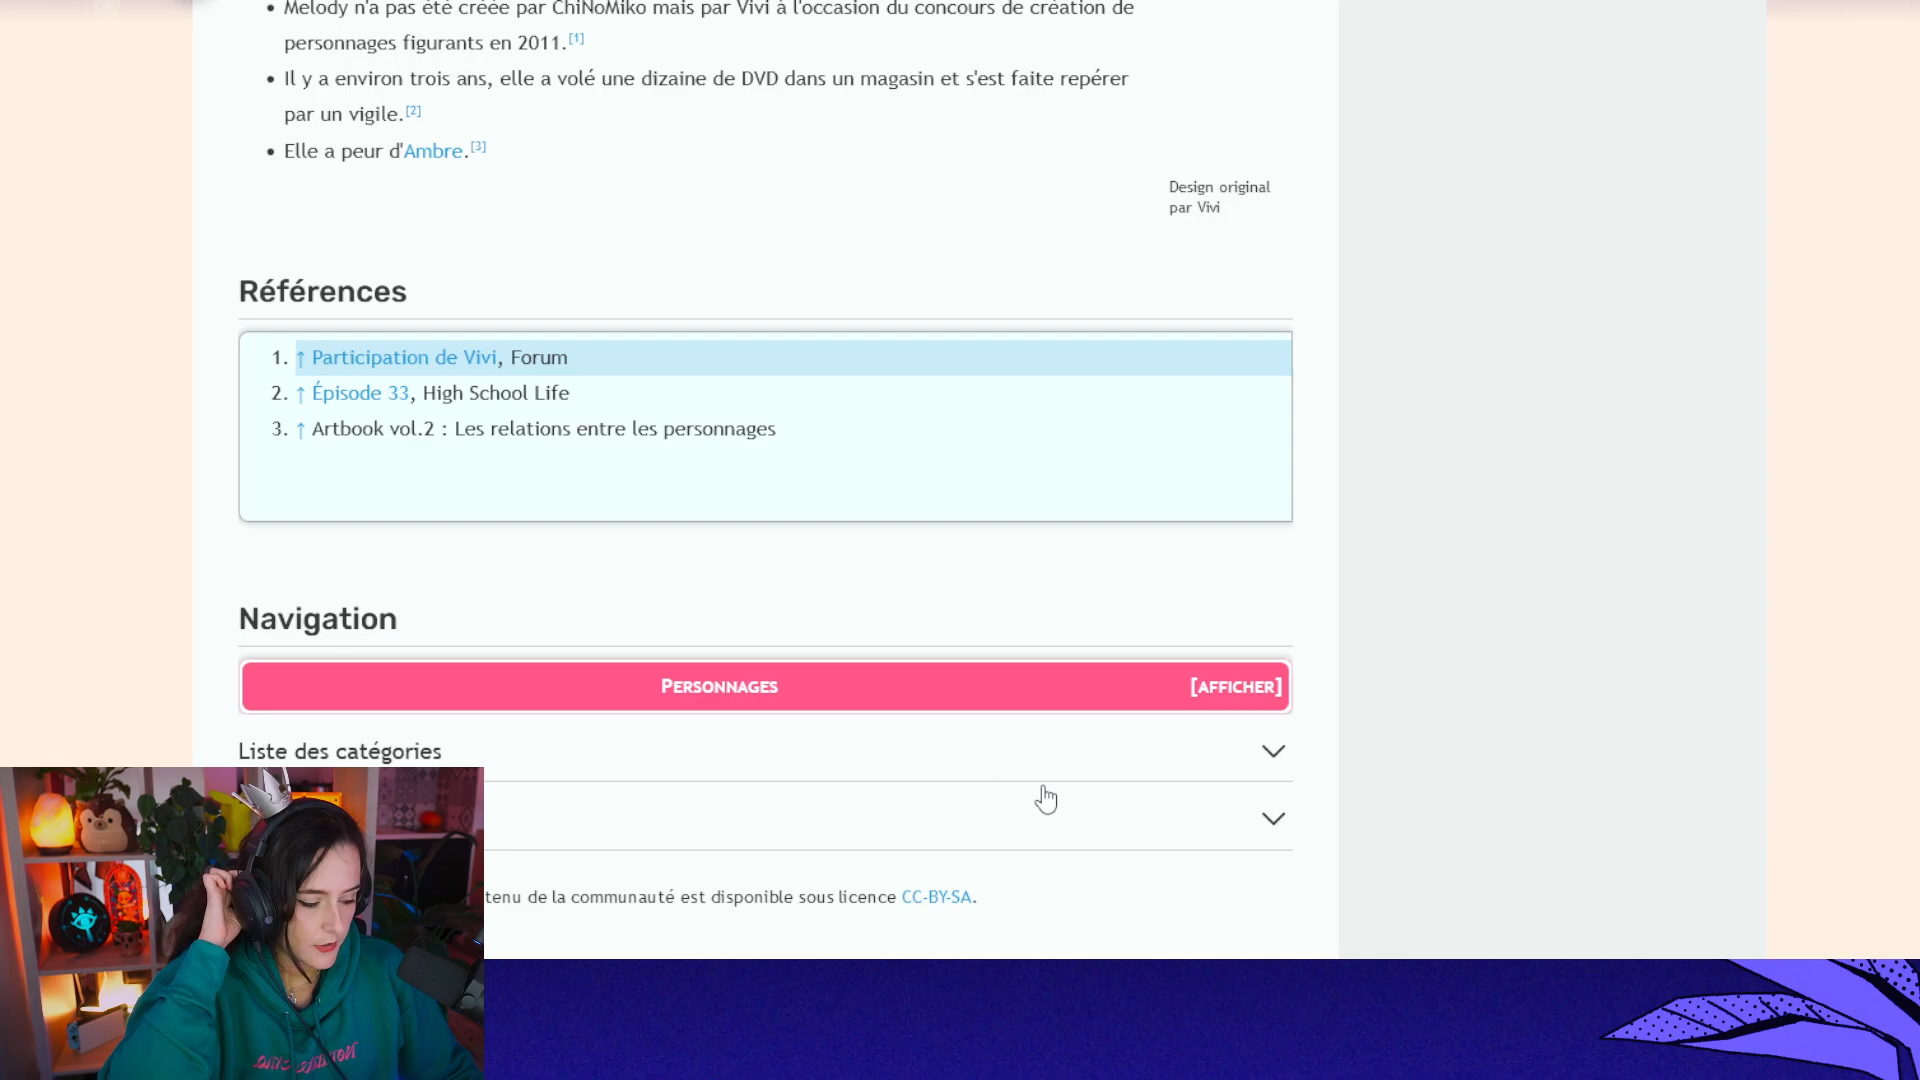 Melody n'a pas été créée par ChiNoMiko mais par Vivi à l'occasion du concours de création de
personnages figurants en 2011.[1]
Il y a environ trois ans, elle a volé une dizaine de DVD dans un magasin et s'est faite repérer
par un vigile.[2]
Elle a peur d'Ambre.[3]
Design original
par Vivi
Références
1. ↑ Participation de Vivi, Forum
2. ↑ Épisode 33, High School Life
3. ↑ Artbook vol.2 : Les relations entre les personnages
Navigation
Personnages [afficher]
Liste des catégories
tenu de la communauté est disponible sous licence CC-BY-SA.